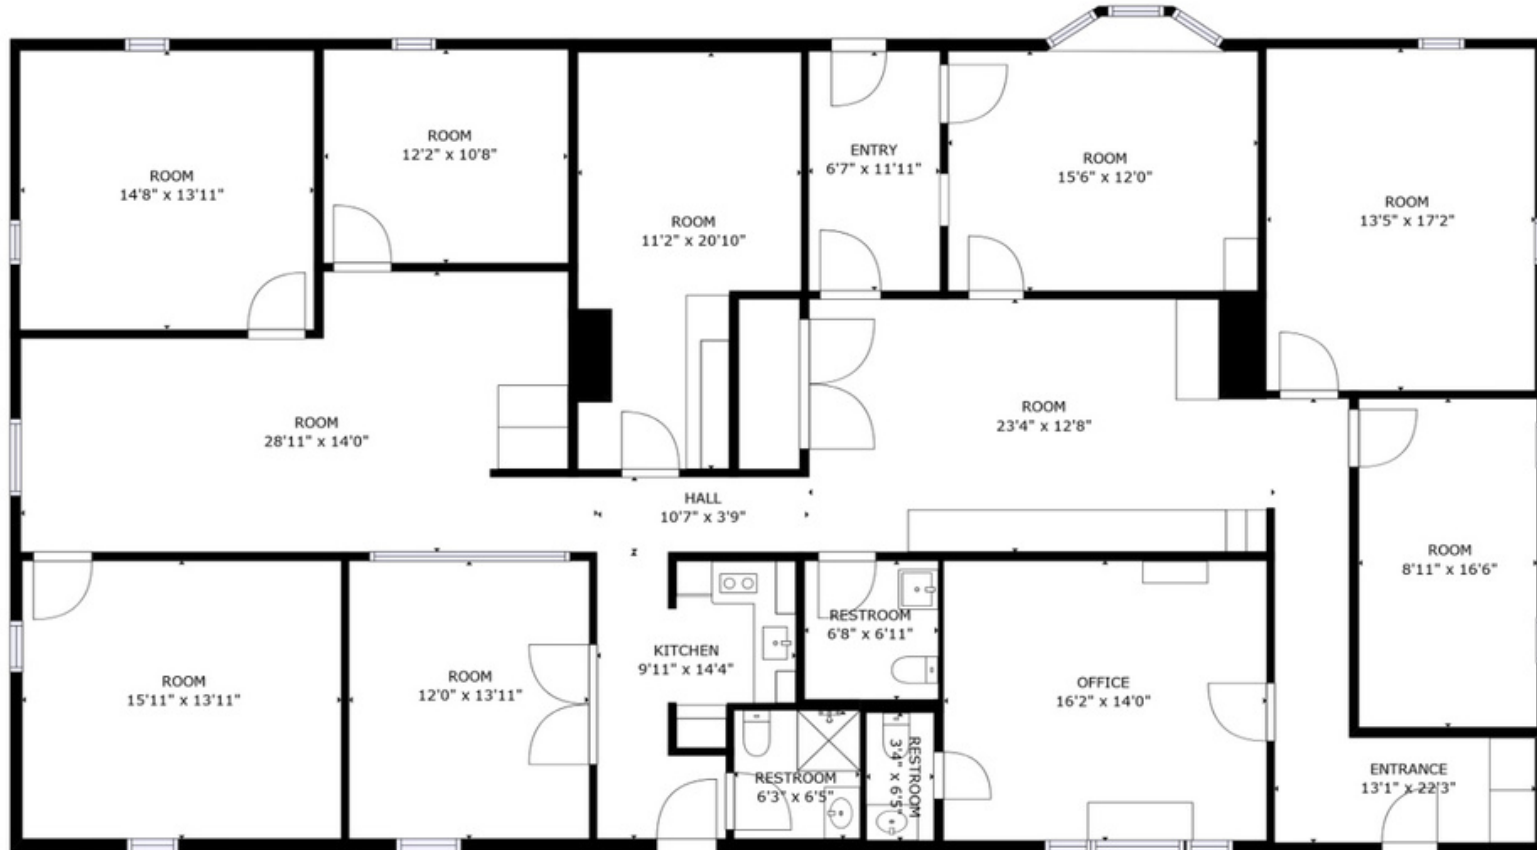 ROOM
14'8" x 13'11"
ROOM
12'2" x 10'8"
ROOM
11'2" x 20'10"
ENTRY
6'7" x 11'11"
ROOM
15'6" x 12'0"
ROOM
13'5" x 17'2"
ROOM
28'11" x 14'0"
ROOM
23'4" x 12'8"
HALL
10'7" x 3'9"
ROOM
8'11" x 16'6"
ROOM
15'11" x 13'11"
ROOM
12'0" x 13'11"
KITCHEN
9'11" x 14'4"
RESTROOM
6'8" x 6'11"
OFFICE
16'2" x 14'0"
RESTROOM
6'3" x 6'5"
RESTROOM
3'4" x 6'5"
ENTRANCE
13'1" x 22'3"